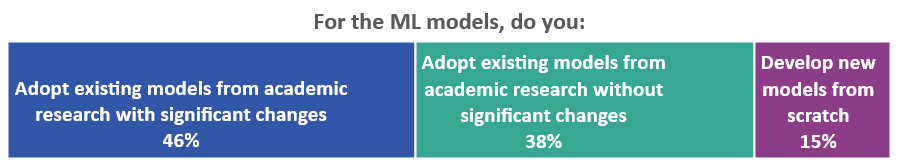 For the ML models, do you:
Adopt existing models from academic
research with significant changes
46%
Adopt existing models from
academic research without
significant changes
38%
Develop new
models from
scratch
15%